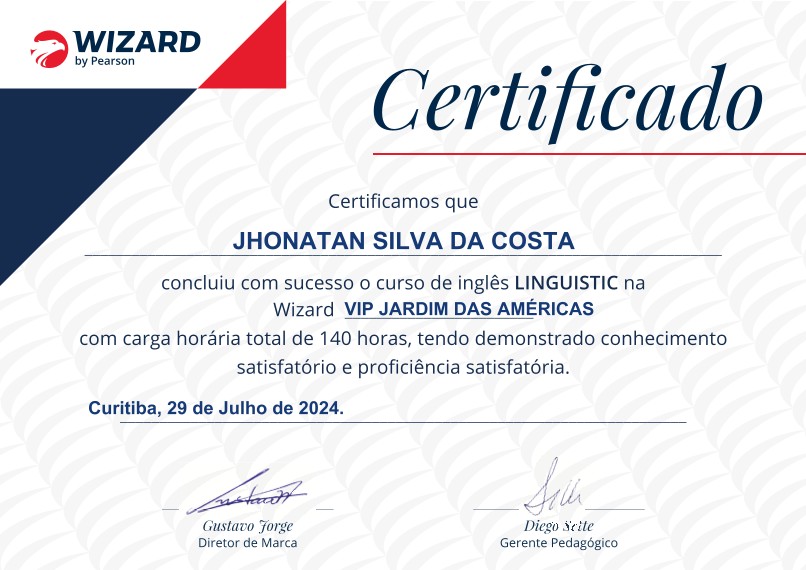 WIZARD
by Pearson
Certificado
Certificamos que
JHONATAN SILVA DA COSTA
concluiu com sucesso o curso de inglês LINGUISTIC na
Wizard VIP JARDIM DAS AMÉRICAS
com carga horária total de 140 horas, tendo demonstrado conhecimento
satisfatório e proficiência satisfatória.
Curitiba, 29 de Julho de 2024.
Gustavo Jorge
Diretor de Marca
Diego Sette
Gerente Pedagógico